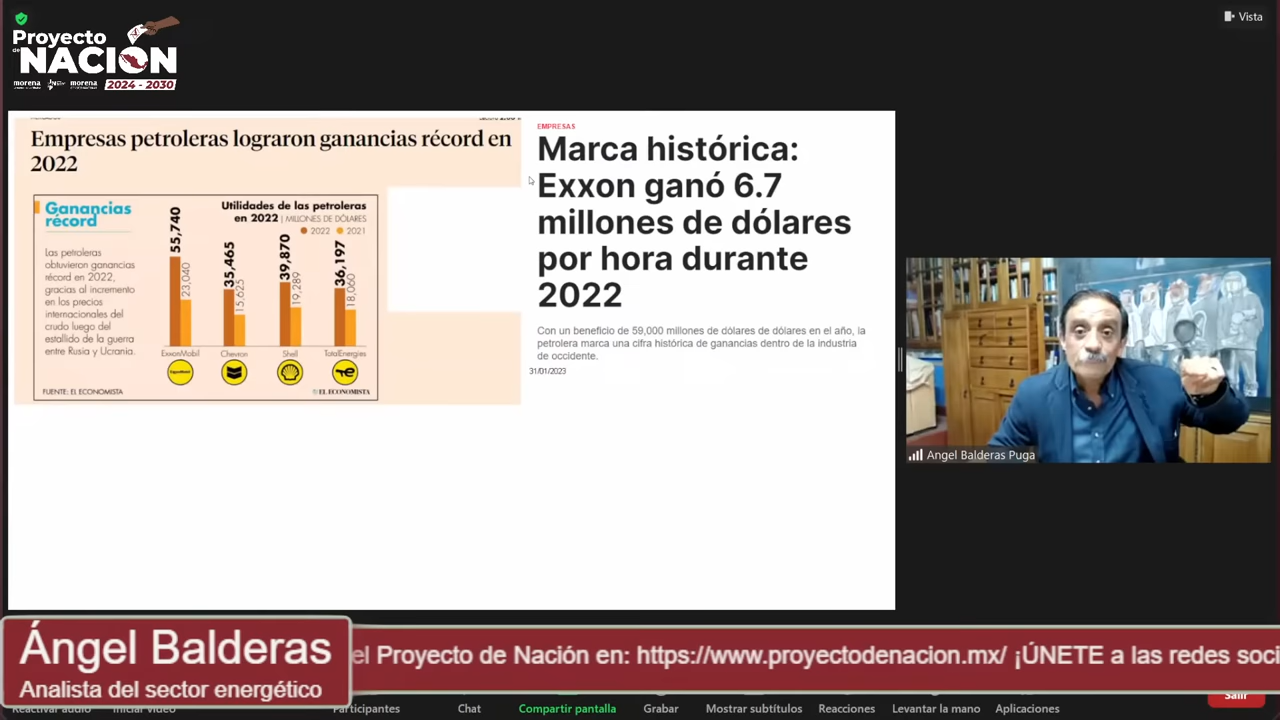 Proyecto
de
NACIÓN
morena
morena
2024 - 2030
Vista
Empresas petroleras lograron ganancias récord en
2022
Ganancias
récord
Las petroleras
obtuvieron ganancias
récord en 2022,
gracias al incremento
en los precios
internacionales del
crudo luego del
estallido de la guerra
entre Rusia y Ucrania.
Utilidades de las petroleras
en 2022 | MILLONES DE DÓLARES
2022 2021
55,740
23,040
35,465
15,625
39,870
19,289
36,197
18,060
ExxonMobil Chevron Shell TotalEnergies
FUENTE: EL ECONOMISTA
EL ECONOMISTA
EMPRESAS
Marca histórica:
Exxon ganó 6.7
millones de dólares
por hora durante
2022
Con un beneficio de 59,000 millones de dólares de dólares en el año, la
petrolera marca una cifra histórica de ganancias dentro de la industria
de occidente.
31/01/2023
Angel Balderas Puga
Ángel Balderas
Analista del sector energético
el Proyecto de Nación en: https://www.proyectodenacion.mx/ ¡ÚNETE a las redes soci
Reactivar audio Iniciar video Participantes Chat Compartir pantalla Grabar Mostrar subtítulos Reacciones Levantar la mano Aplicaciones Salir